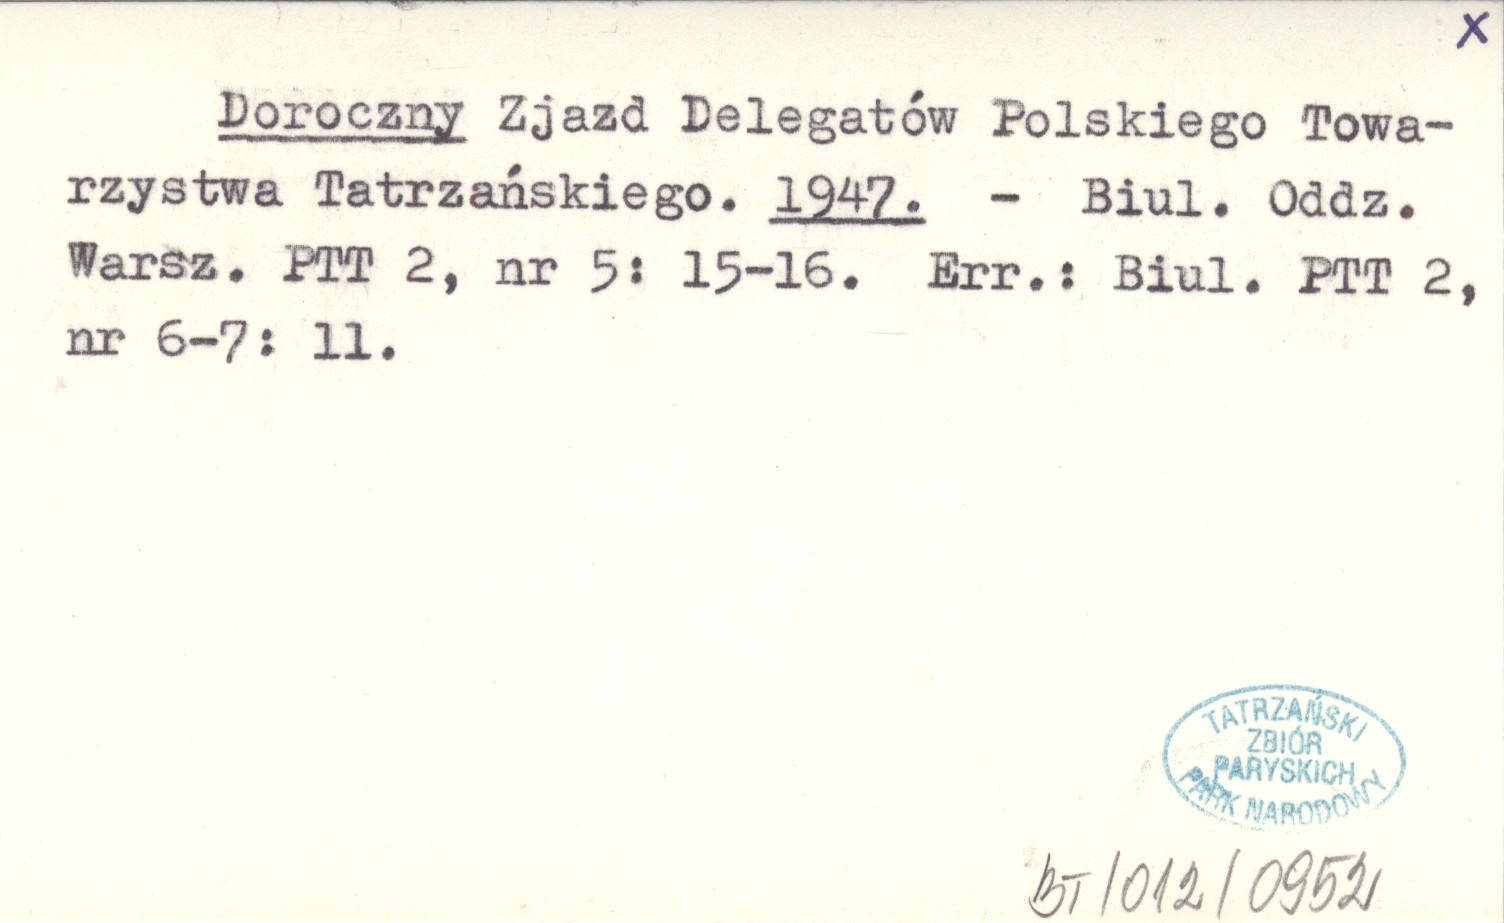 x
Doroczny Zjazd Delegatów Polskiego Towa-
rzystwa Tatrzańskiego. 1947. - Biul. Oddz.
Warsz. PTT 2, nr 5: 15-16. Err.: Biul. PTT 2,
nr 6-7: 11.
TATRZAŃSKI
ZBIÓR
PARYSKICH
PARK NARODOWY
BT/012/0952